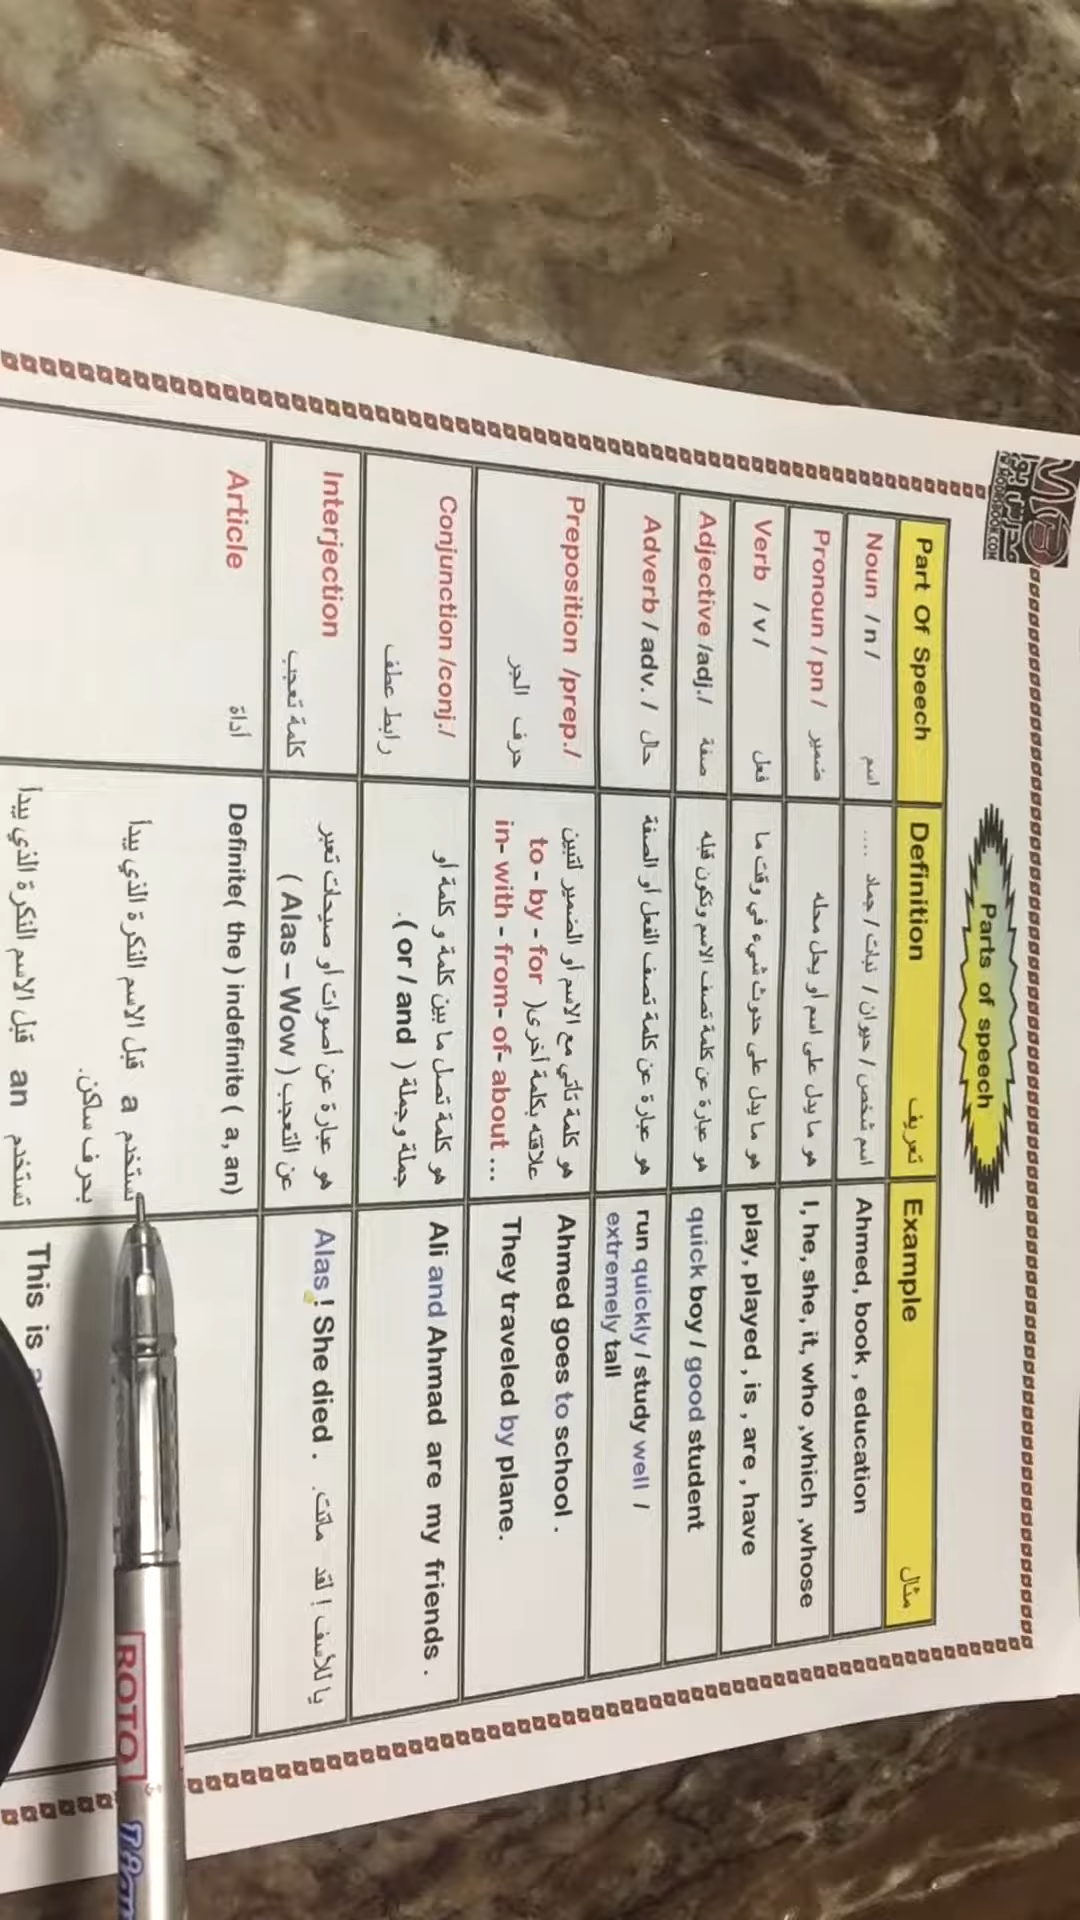 مدرس بوك
Parts of speech
Part Of Speech
Definition تعريف
Example مثال
Noun / n / اسم
اسم شخص / حيوان / نبات / جماد ....
Ahmed, book , education
Pronoun / pn / ضمير
هو ما يدل على اسم أو يحل محله
I, he, she, it, who ,which ,whose
Verb / v / فعل
هو ما يدل على حدوث شيء في وقت ما
play, played , is , are , have
Adjective /adj./ صفة
هو عبارة عن كلمة تصف الاسم وتكون قبله
quick boy / good student
Adverb / adv. / حال
هو عبارة عن كلمة تصف الفعل أو الصفة
run quickly / study well /
extremely tall
Preposition /prep./
حرف الجر
هو كلمة تأتي مع الاسم أو الضمير لتبين
علاقته بكلمة أخرى( to - by - for
in- with - from- of- about ...
Ahmed goes to school .
They traveled by plane.
Conjunction /conj./
رابط عطف
هو كلمة تصل ما بين كلمة و كلمة أو
جملة وجملة ( or / and ).
Ali and Ahmad are my friends .
Interjection
كلمة تعجب
هو عبارة عن أصوات أو صيحات تعبر
عن التعجب ( Alas – Wow )
Alas ! She died . يا للأسف ! لقد ماتت.
Article أداة
Definite( the ) indefinite ( a, an)
تستخدم a قبل الاسم النكرة الذي يبدأ
بحرف ساكن.
تستخدم an قبل الاسم النكرة الذي يبدأ
This is
ROTO